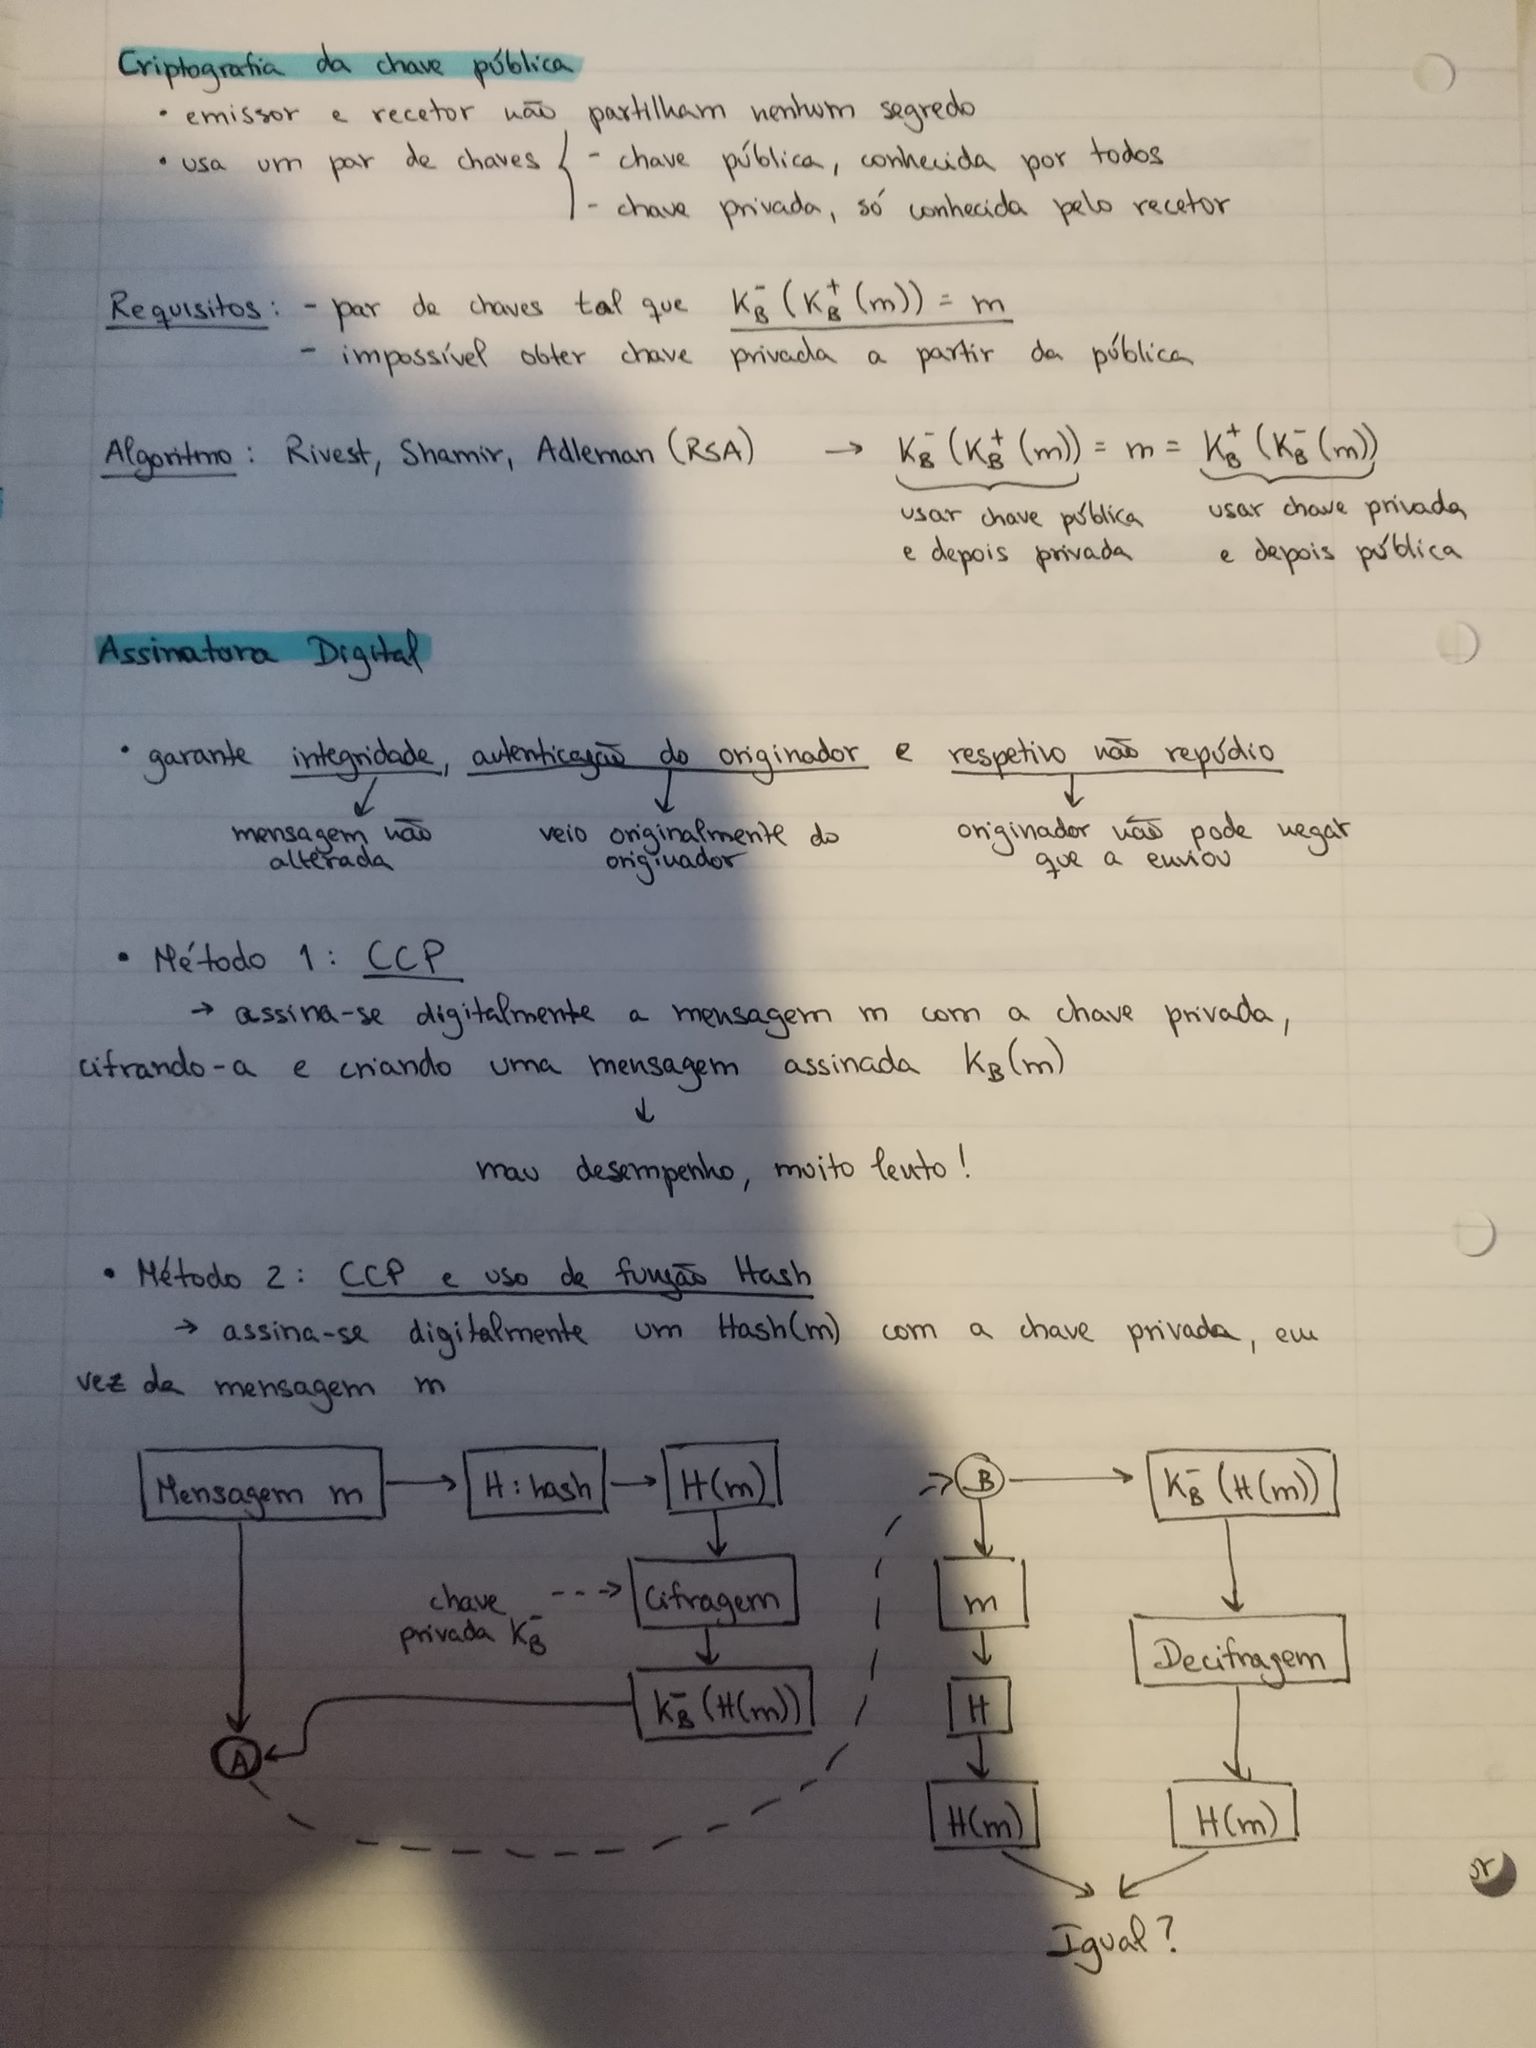 Criptografia da chave pública
• emissor e recetor não partilham nenhum segredo
• usa um par de chaves { - chave pública, conhecida por todos
- chave privada, só conhecida pelo recetor
Requisitos: - par de chaves tal que K_B^-(K_B^+(m)) = m
- impossível obter chave privada a partir da pública
Algoritmo: Rivest, Shamir, Adleman (RSA) → K_B^-(K_B^+(m)) = m = K_B^+(K_B^-(m))
usar chave pública usar chave privada
e depois privada e depois pública
Assinatura Digital
• garante integridade, autenticação do originador e respetivo não repúdio
mensagem não veio originalmente do originador não pode negar
alterada originador que a enviou
• Método 1: CCP
→ assina-se digitalmente a mensagem m com a chave privada,
cifrando-a e criando uma mensagem assinada K_B(m)
↓
mau desempenho, muito lento!
• Método 2: CCP e uso de função Hash
→ assina-se digitalmente um Hash(m) com a chave privada, em
vez da mensagem m
Mensagem m → H: hash → H(m)
chave
privada K_B^-
Cifragem
K_B^-(H(m))
A
B → K_B^-(H(m))
m
H
H(m)
Decifragem
H(m)
Igual?
or